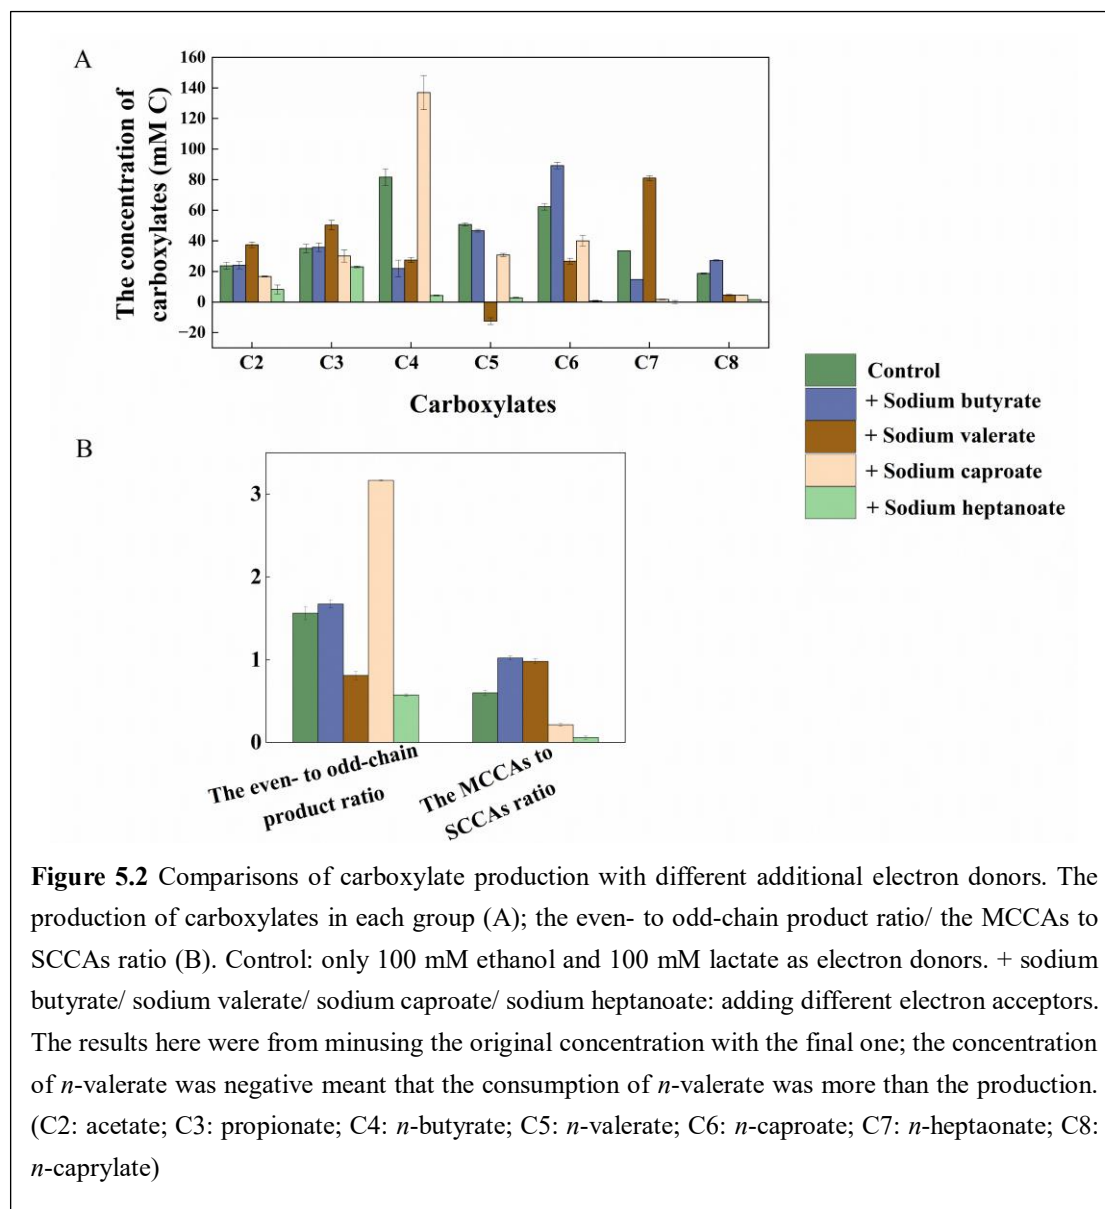 A
160
140
120
100
80
60
40
20
0
−20
The concentration of
carboxylates (mM C)
C2 C3 C4 C5 C6 C7 C8
Carboxylates
Control
+ Sodium butyrate
+ Sodium valerate
+ Sodium caproate
+ Sodium heptanoate
B
3
2
1
0
The even- to odd-chain
product ratio
The MCCAs to
SCCAs ratio
Figure 5.2 Comparisons of carboxylate production with different additional electron donors. The
production of carboxylates in each group (A); the even- to odd-chain product ratio/ the MCCAs to
SCCAs ratio (B). Control: only 100 mM ethanol and 100 mM lactate as electron donors. + sodium
butyrate/ sodium valerate/ sodium caproate/ sodium heptanoate: adding different electron acceptors.
The results here were from minusing the original concentration with the final one; the concentration
of n-valerate was negative meant that the consumption of n-valerate was more than the production.
(C2: acetate; C3: propionate; C4: n-butyrate; C5: n-valerate; C6: n-caproate; C7: n-heptaonate; C8:
n-caprylate)